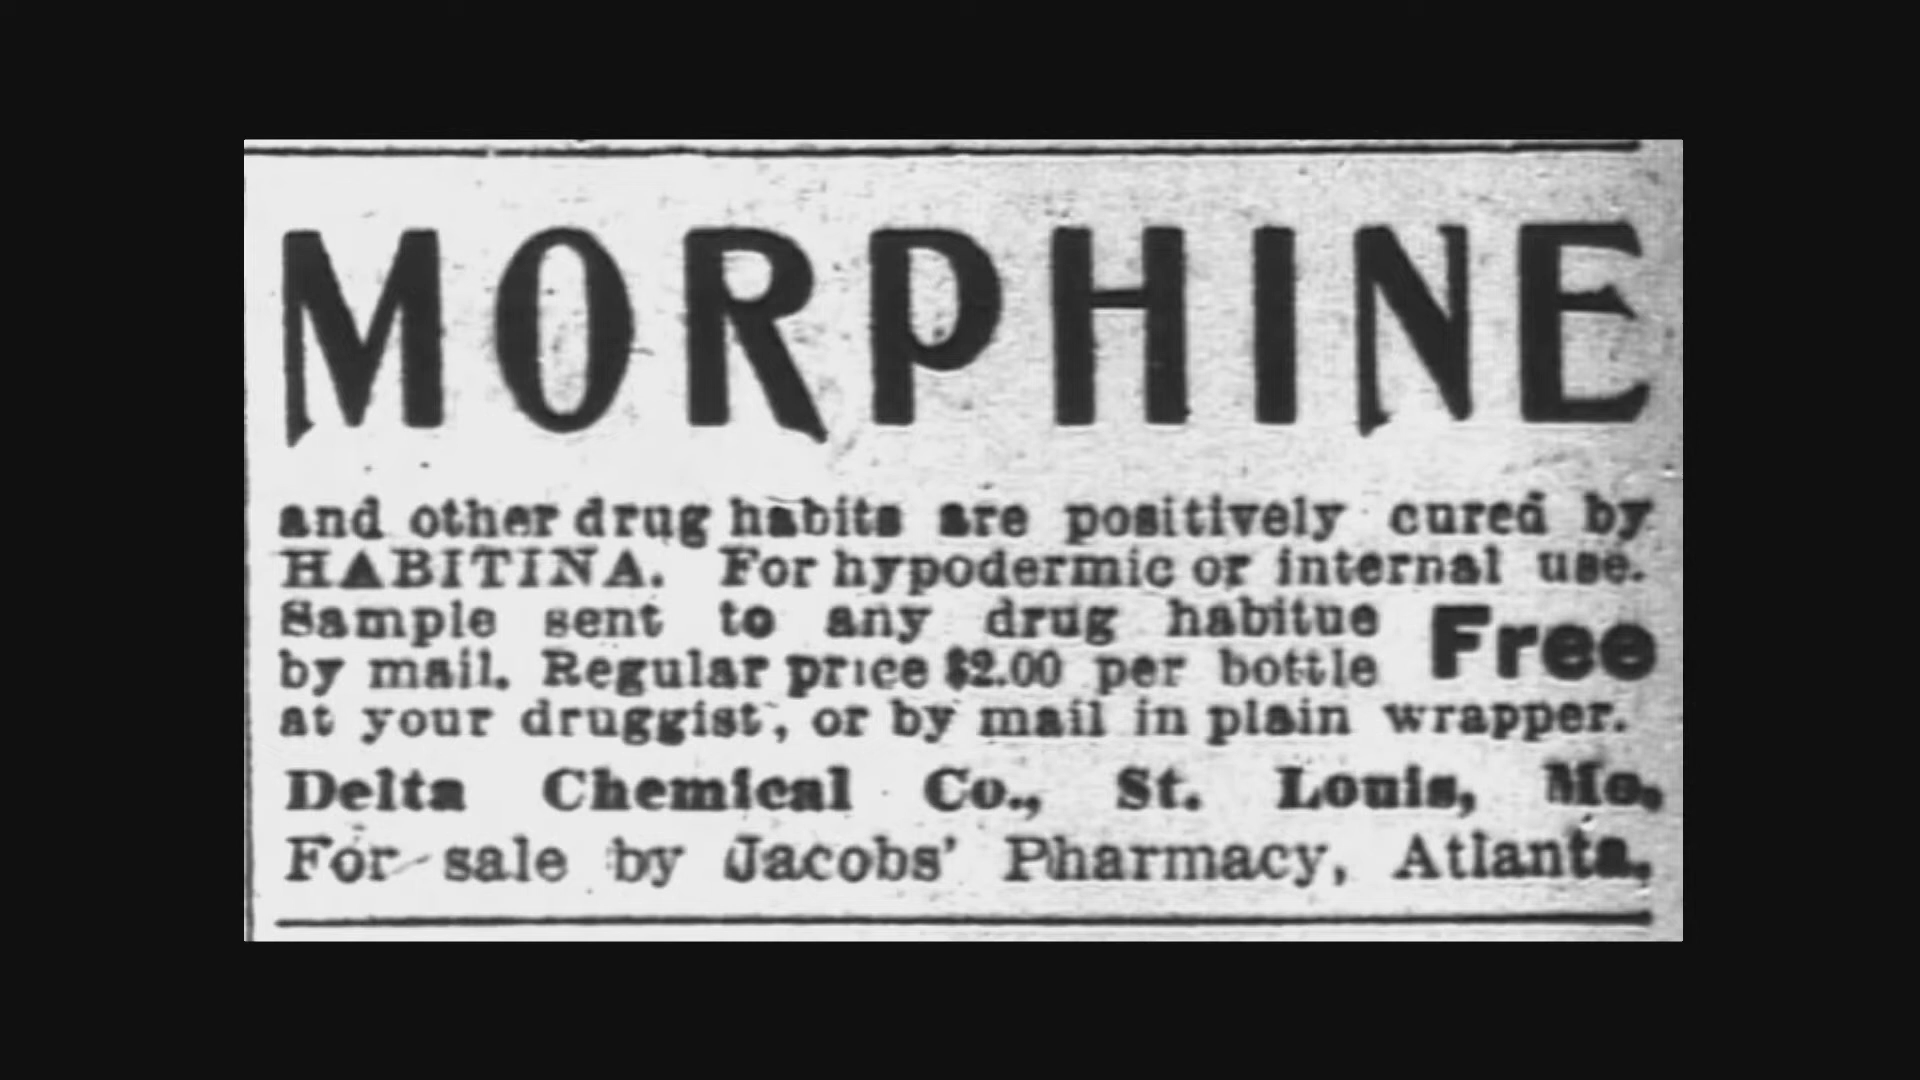 MORPHINE
and other drug habits are positively cured by
HABITINA. For hypodermic or internal use.
Sample sent to any drug habitue Free
by mail. Regular price $2.00 per bottle
at your druggist, or by mail in plain wrapper.
Delta Chemical Co., St. Louis, Mo.
For sale by Jacobs' Pharmacy, Atlanta.